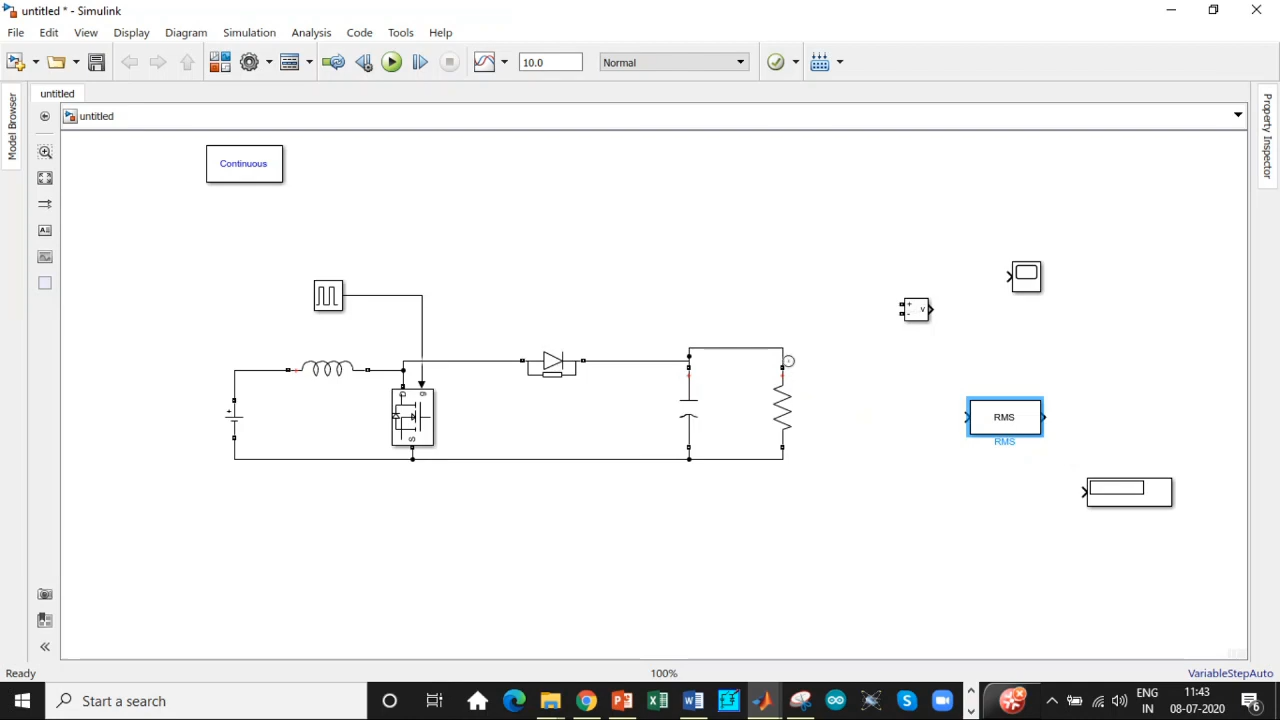 untitled * - Simulink
File Edit View Display Diagram Simulation Analysis Code Tools Help
10.0 Normal
untitled
untitled
Model Browser
Property Inspector
Continuous
+ v
-
g
D
+
S
RMS
RMS
Ready 100% VariableStepAuto
Start a search
ENG 11:43
IN 08-07-2020
6